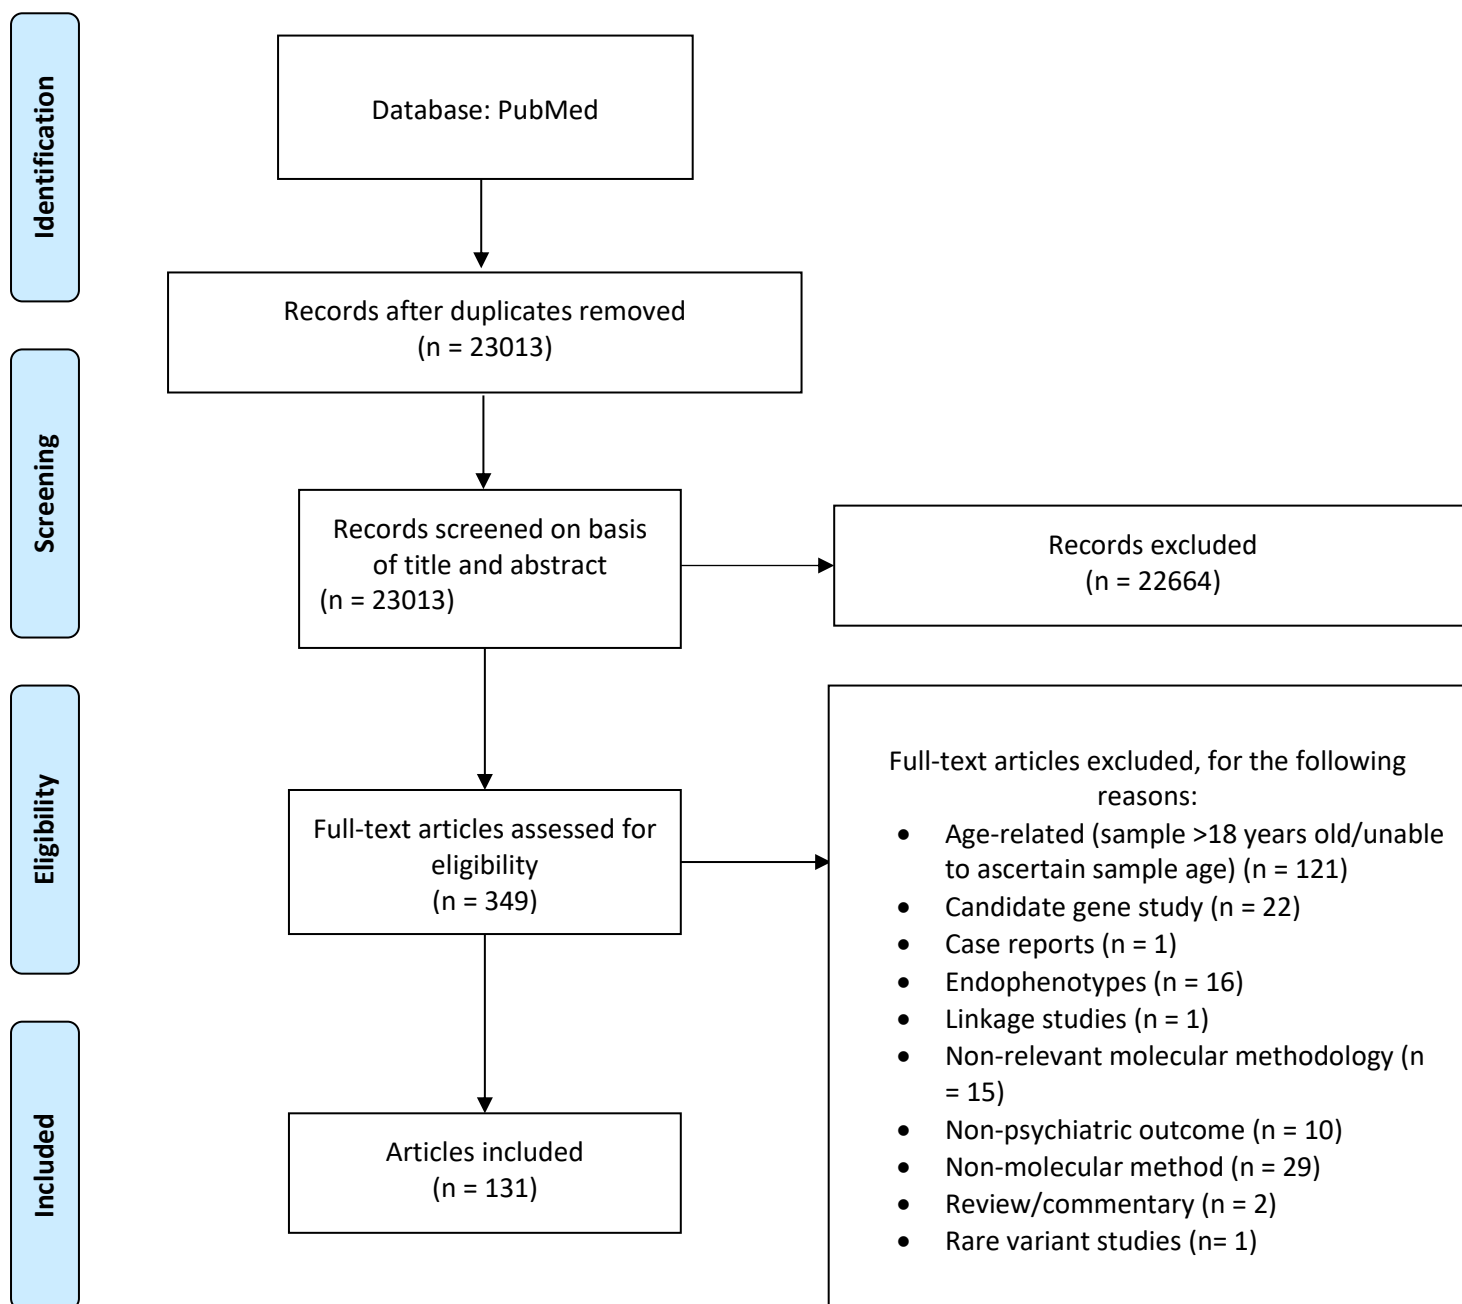 Identification
Database: PubMed
Records after duplicates removed
(n = 23013)
Screening
Records screened on basis
of title and abstract
(n = 23013)
Records excluded
(n = 22664)
Eligibility
Full-text articles assessed for
eligibility
(n = 349)
Full-text articles excluded, for the following
reasons:
• Age-related (sample >18 years old/unable
to ascertain sample age) (n = 121)
• Candidate gene study (n = 22)
• Case reports (n = 1)
• Endophenotypes (n = 16)
• Linkage studies (n = 1)
• Non-relevant molecular methodology (n
= 15)
• Non-psychiatric outcome (n = 10)
• Non-molecular method (n = 29)
• Review/commentary (n = 2)
• Rare variant studies (n= 1)
Included
Articles included
(n = 131)